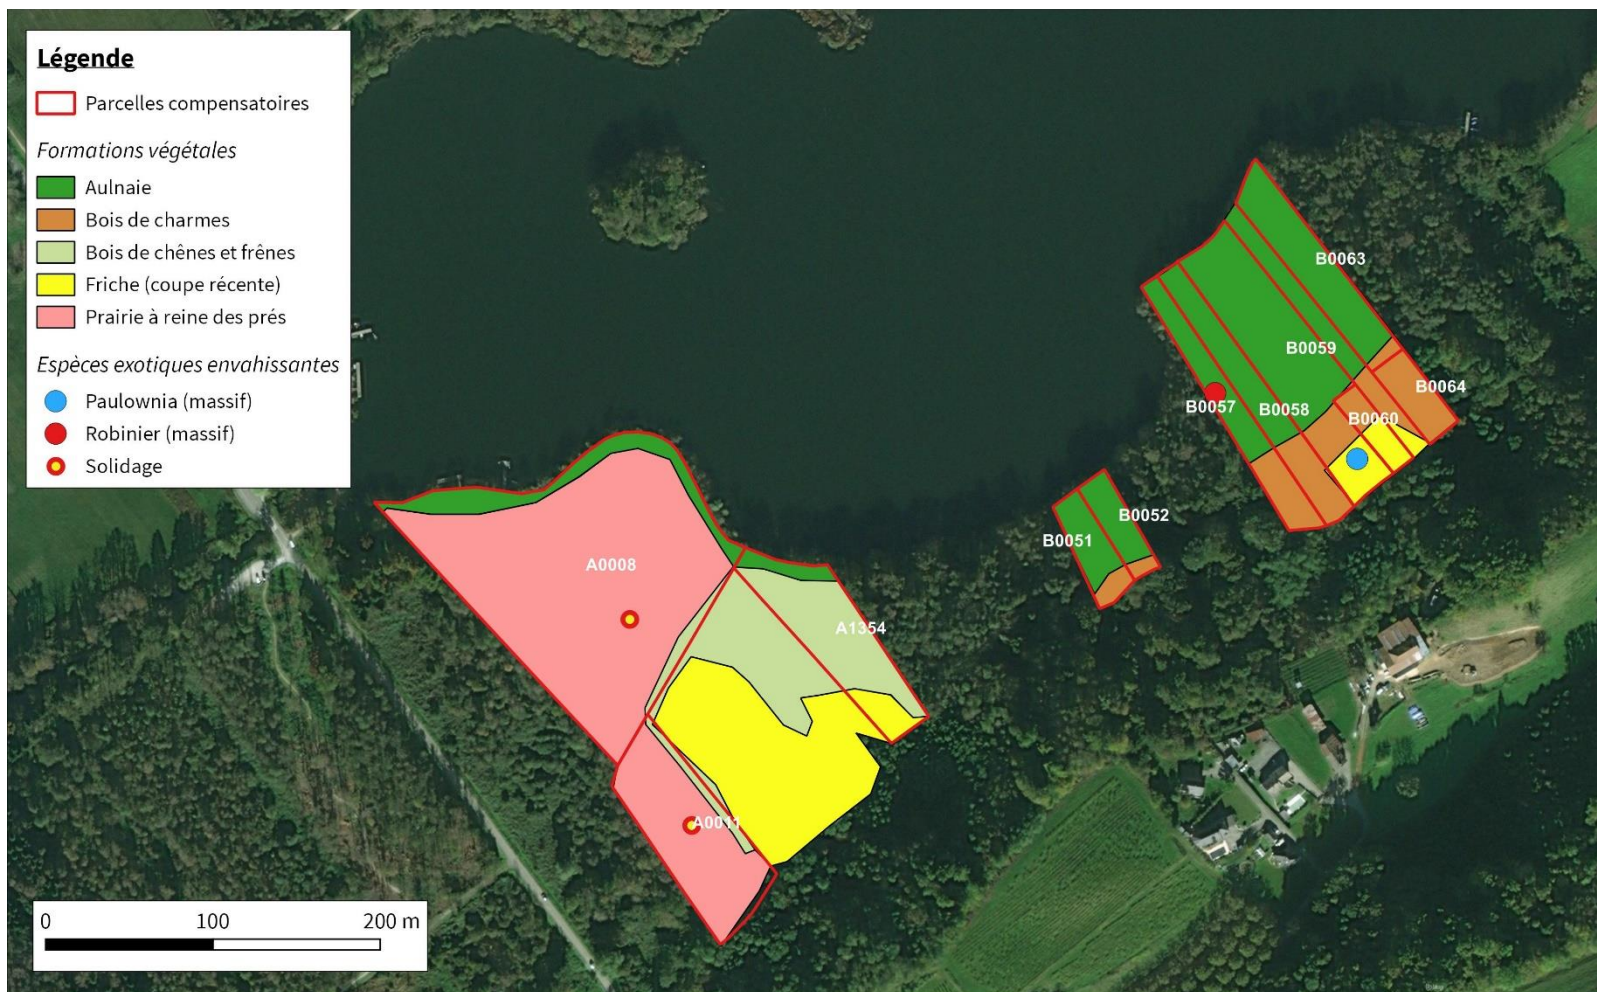 Légende
Parcelles compensatoires
Formations végétales
Aulnaie
Bois de charmes
Bois de chênes et frênes
Friche (coupe récente)
Prairie à reine des prés
Espèces exotiques envahissantes
Paulownia (massif)
Robinier (massif)
Solidage
B0063
B0059
B0064
B0057
B0058
B0060
B0052
B0051
A0008
A1354
A0011
0 100 200 m